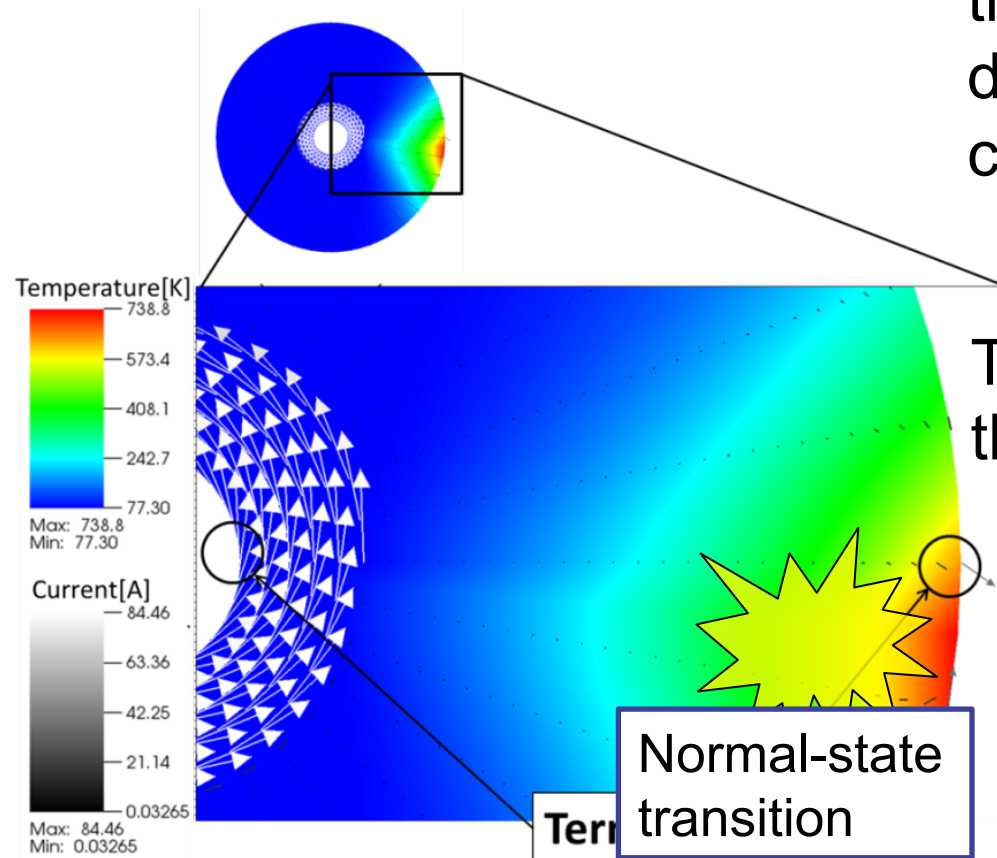 Temperature[K]
738.8
573.4
408.1
242.7
77.30
Max: 738.8
Min: 77.30
Current[A]
84.46
63.36
42.25
21.14
0.03265
Max: 84.46
Min: 0.03265
Normal-state
transition